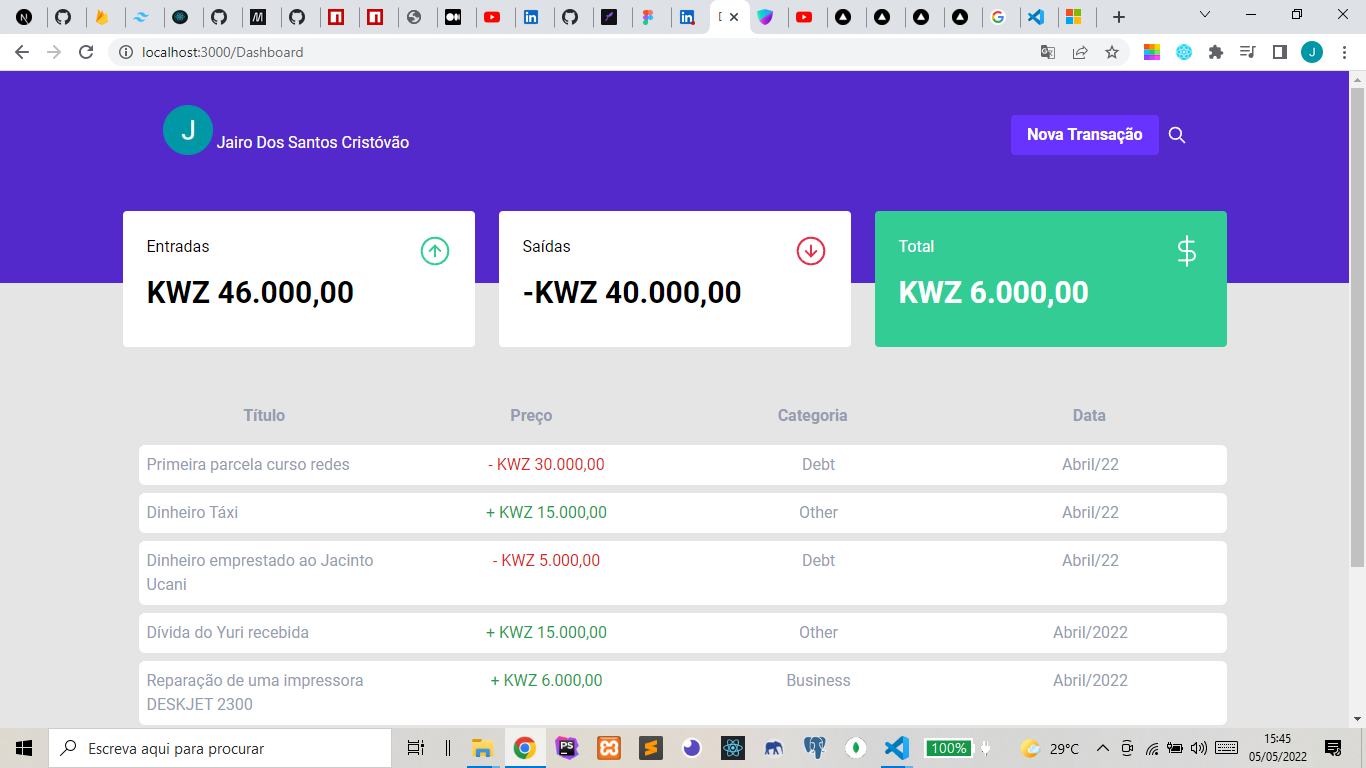 localhost:3000/Dashboard
J
J
Jairo Dos Santos Cristóvão
Nova Transação
Entradas
KWZ 46.000,00
Saídas
-KWZ 40.000,00
Total
KWZ 6.000,00
Título Preço Categoria Data
Primeira parcela curso redes - KWZ 30.000,00 Debt Abril/22
Dinheiro Táxi + KWZ 15.000,00 Other Abril/22
Dinheiro emprestado ao Jacinto - KWZ 5.000,00 Debt Abril/22
Ucani
Dívida do Yuri recebida + KWZ 15.000,00 Other Abril/2022
Reparação de uma impressora + KWZ 6.000,00 Business Abril/2022
DESKJET 2300
Escreva aqui para procurar
PS
100%
29°C
15:45
05/05/2022